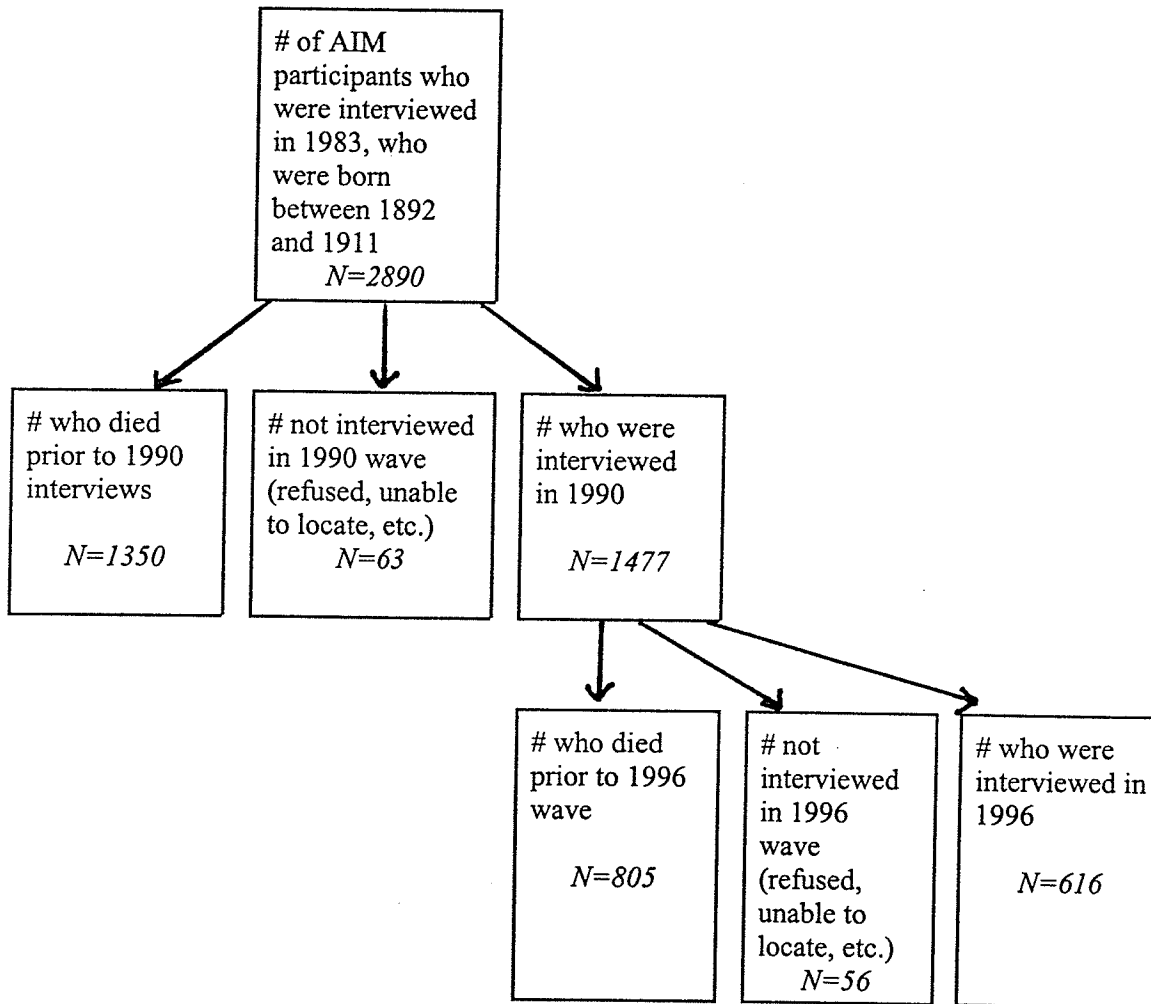 # of AIM
participants who
were interviewed
in 1983, who
were born
between 1892
and 1911
N=2890
# who died
prior to 1990
interviews
N=1350
# not interviewed
in 1990 wave
(refused, unable
to locate, etc.)
N=63
# who were
interviewed
in 1990
N=1477
# who died
prior to 1996
wave
N=805
# not
interviewed
in 1996
wave
(refused,
unable to
locate, etc.)
N=56
# who were
interviewed in
1996
N=616